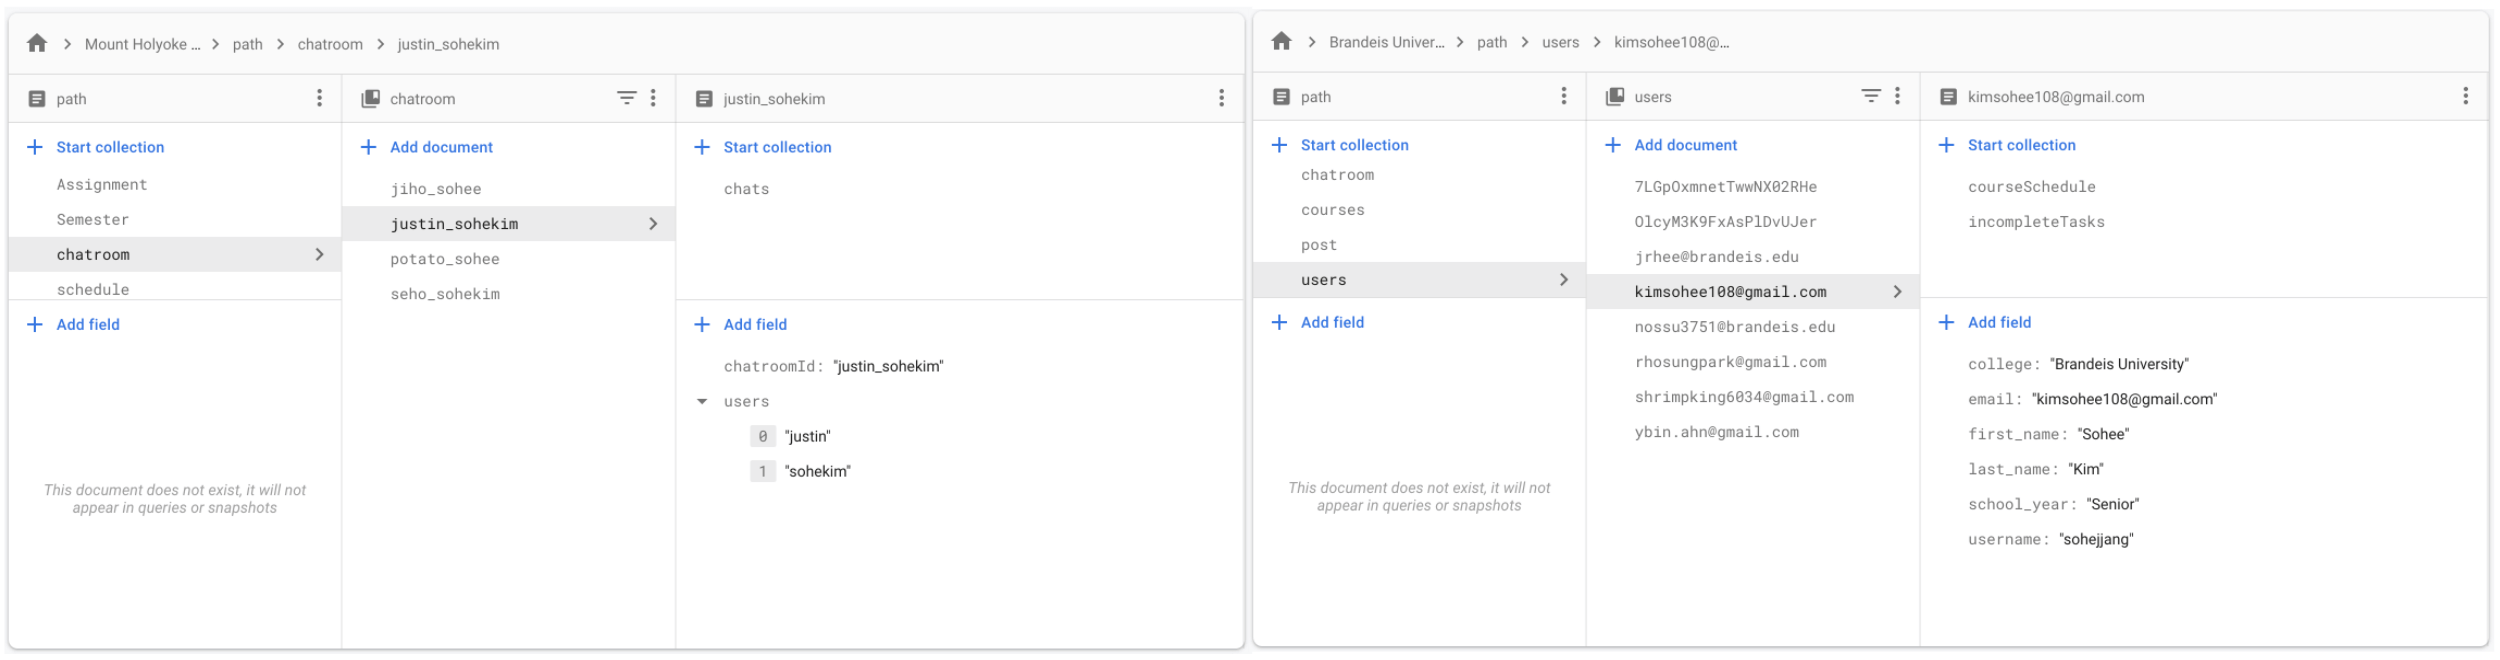 Mount Holyoke ... > path > chatroom > justin_sohekim
path
chatroom
justin_sohekim
+ Start collection
Assignment
Semester
chatroom
schedule
+ Add field
This document does not exist, it will not
appear in queries or snapshots
+ Add document
jiho_sohee
justin_sohekim
potato_sohee
seho_sohekim
+ Start collection
chats
+ Add field
chatroomId: "justin_sohekim"
users
0 "justin"
1 "sohekim"
Brandeis Univer... > path > users > kimsohee108@...
path
users
kimsohee108@gmail.com
+ Start collection
chatroom
courses
post
users
+ Add field
This document does not exist, it will not
appear in queries or snapshots
+ Add document
7LGpOxmnetTwwNX02RHe
OlcyM3K9FxAsPlDvUJer
jrhee@brandeis.edu
kimsohee108@gmail.com
nossu3751@brandeis.edu
rhosungpark@gmail.com
shrimpking6034@gmail.com
ybin.ahn@gmail.com
+ Start collection
courseSchedule
incompleteTasks
+ Add field
college: "Brandeis University"
email: "kimsohee108@gmail.com"
first_name: "Sohee"
last_name: "Kim"
school_year: "Senior"
username: "sohejjang"